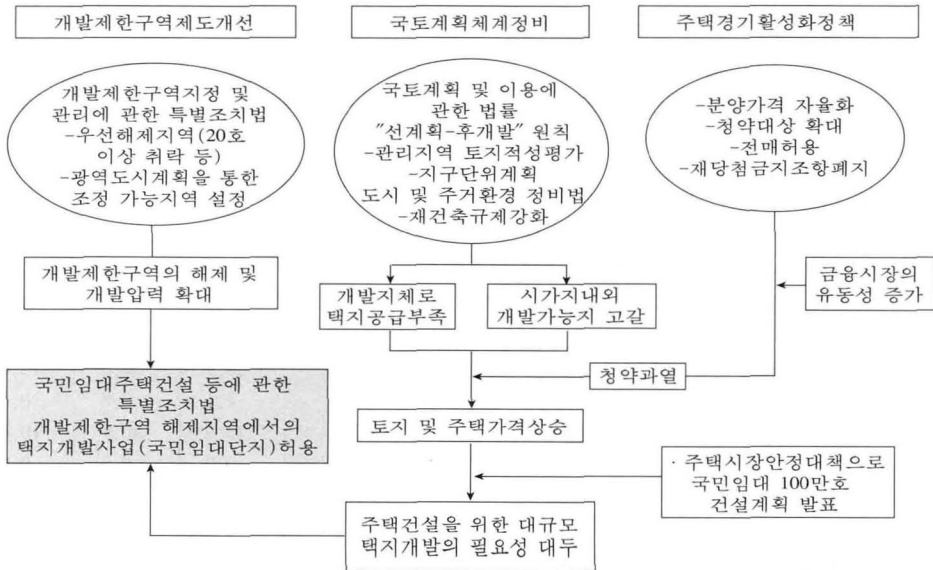 개발제한구역제도개선
국토계획체계정비
주택경기활성화정책
개발제한구역지정 및
관리에 관한 특별조치법
-우선해제지역(20호
이상 취락 등)
-광역도시계획을 통한
조정 가능지역 설정
국토계획 및 이용에
관한 법률
"선계획-후개발" 원칙
-관리지역 토지적성평가
-지구단위계획
도시 및 주거환경 정비법
-재건축규제강화
-분양가격 자율화
-청약대상 확대
-전매허용
-재당첨금지조항폐지
개발제한구역의 해제 및
개발압력 확대
개발지체로
택지공급부족
시가지내외
개발가능지 고갈
금융시장의
유동성 증가
청약과열
국민임대주택건설 등에 관한
특별조치법
개발제한구역 해제지역에서의
택지개발사업(국민임대단지)허용
토지 및 주택가격상승
· 주택시장안정대책으로
국민임대 100만호
건설계획 발표
주택건설을 위한 대규모
택지개발의 필요성 대두